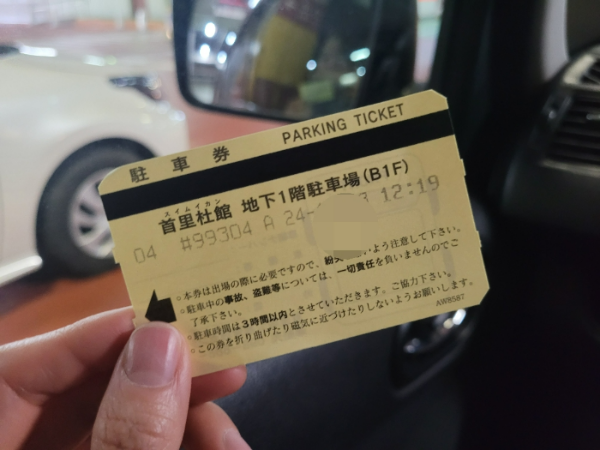 駐車券 PARKING TICKET
スイムイカン
首里杜館 地下1階駐車場(B1F)
04 #99304 A 24- 12:19
○本券は出場の際に必要ですので、紛失 いよう注意して下さい。
○駐車中の事故、盗難等については、一切責任を負いませんのでご
了承下さい。
○駐車時間は3時間以内とさせていただきます。ご協力下さい。
○この券を折り曲げたり磁気に近づけたりしないようお願いします。
AW8587